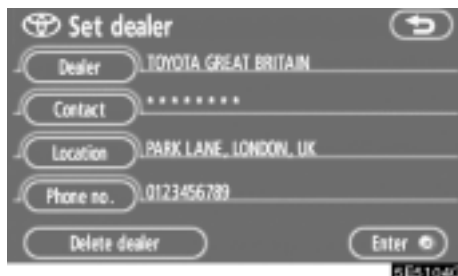 Set dealer
Dealer TOYOTA GREAT BRITAIN
Contact * * * * * * * *
Location PARK LANE, LONDON, UK
Phone no. 0123456789
Delete dealer Enter